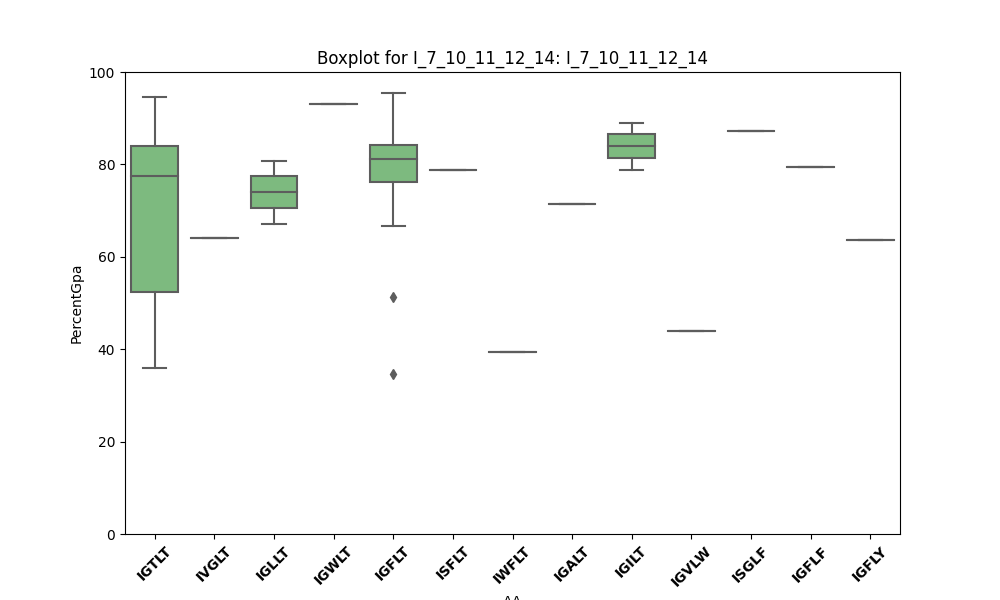 Boxplot for I_7_10_11_12_14: I_7_10_11_12_14
100
80
60
40
20
0
PercentGpa
IGTLT
IVGLT
IGLLT
IGWLT
IGFLT
ISFLT
IWFLT
IGALT
IGILT
IGVLW
ISGLF
IGFLF
IGFLY
AA